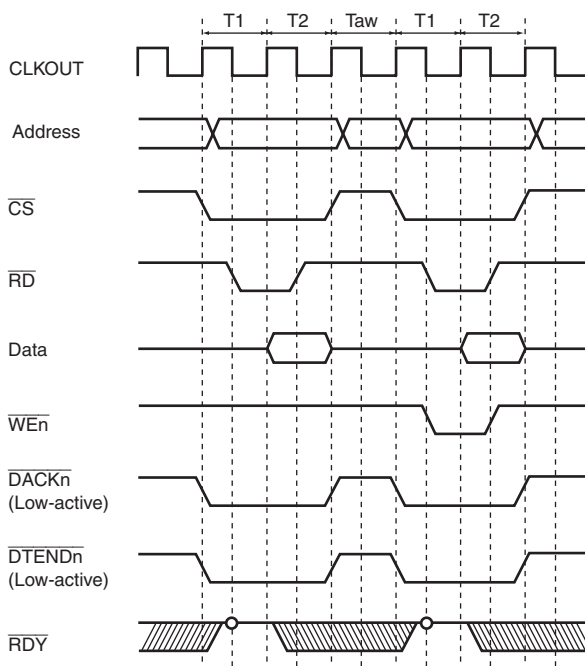 T1 T2 Taw T1 T2
CLKOUT
Address
CS
RD
Data
WEn
DACKn
(Low-active)
DTENDn
(Low-active)
RDY